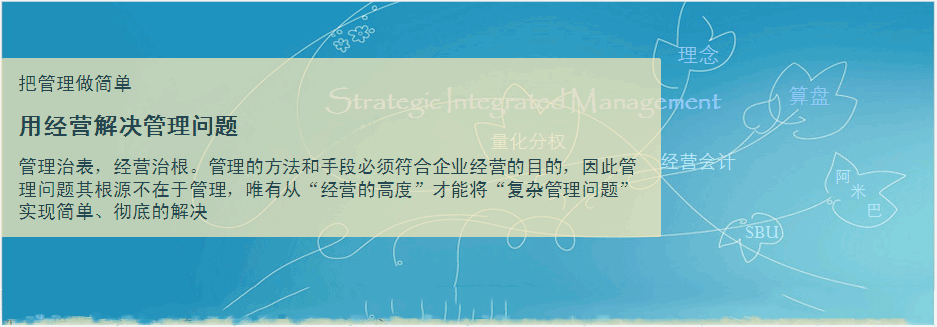 理念
把管理做简单
算盘
Strategic Integrated Management
用经营解决管理问题
量化分权
管理治表，经营治根。管理的方法和手段必须符合企业经营的目的，因此管
经营会计
理问题其根源不在于管理，唯有从“经营的高度”才能将“复杂管理问题”
实现简单、彻底的解决
阿
米
巴
SBU